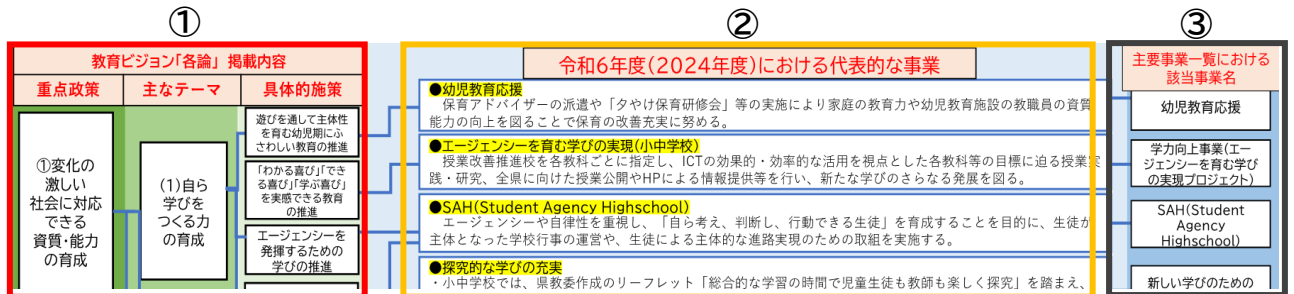 ①
②
③
教育ビジョン「各論」掲載内容
重点政策
主なテーマ
具体的施策
①変化の
激しい
社会に対応
できる
資質・能力
の育成
(1)自ら
学びを
つくる力
の育成
遊びを通して主体性
を育む幼児期にふ
さわしい教育の推進
「わかる喜び」「でき
る喜び」「学ぶ喜び」
を実感できる教育
の推進
エージェンシーを
発揮するための
学びの推進
令和6年度(2024年度)における代表的な事業
●幼児教育応援
保育アドバイザーの派遣や「夕やけ保育研修会」等の実施により家庭の教育力や幼児教育施設の教職員の資質
能力の向上を図ることで保育の改善充実に努める。
●エージェンシーを育む学びの実現(小中学校)
授業改善推進校を各教科ごとに指定し、ICTの効果的・効率的な活用を視点とした各教科等の目標に迫る授業実
践・研究、全県に向けた授業公開やHPによる情報提供等を行い、新たな学びのさらなる発展を図る。
●SAH(Student Agency Highschool)
エージェンシーや自律性を重視し、「自ら考え、判断し、行動できる生徒」を育成することを目的に、生徒が
主体となった学校行事の運営や、生徒による主体的な進路実現のための取組を実施する。
●探究的な学びの充実
・小中学校では、県教委作成のリーフレット「総合的な学習の時間で児童生徒も教師も楽しく探究」を踏まえ、
主要事業一覧における
該当事業名
幼児教育応援
学力向上事業(エー
ジェンシーを育む学び
の実現プロジェクト)
SAH(Student
Agency
Highschool)
新しい学びのための